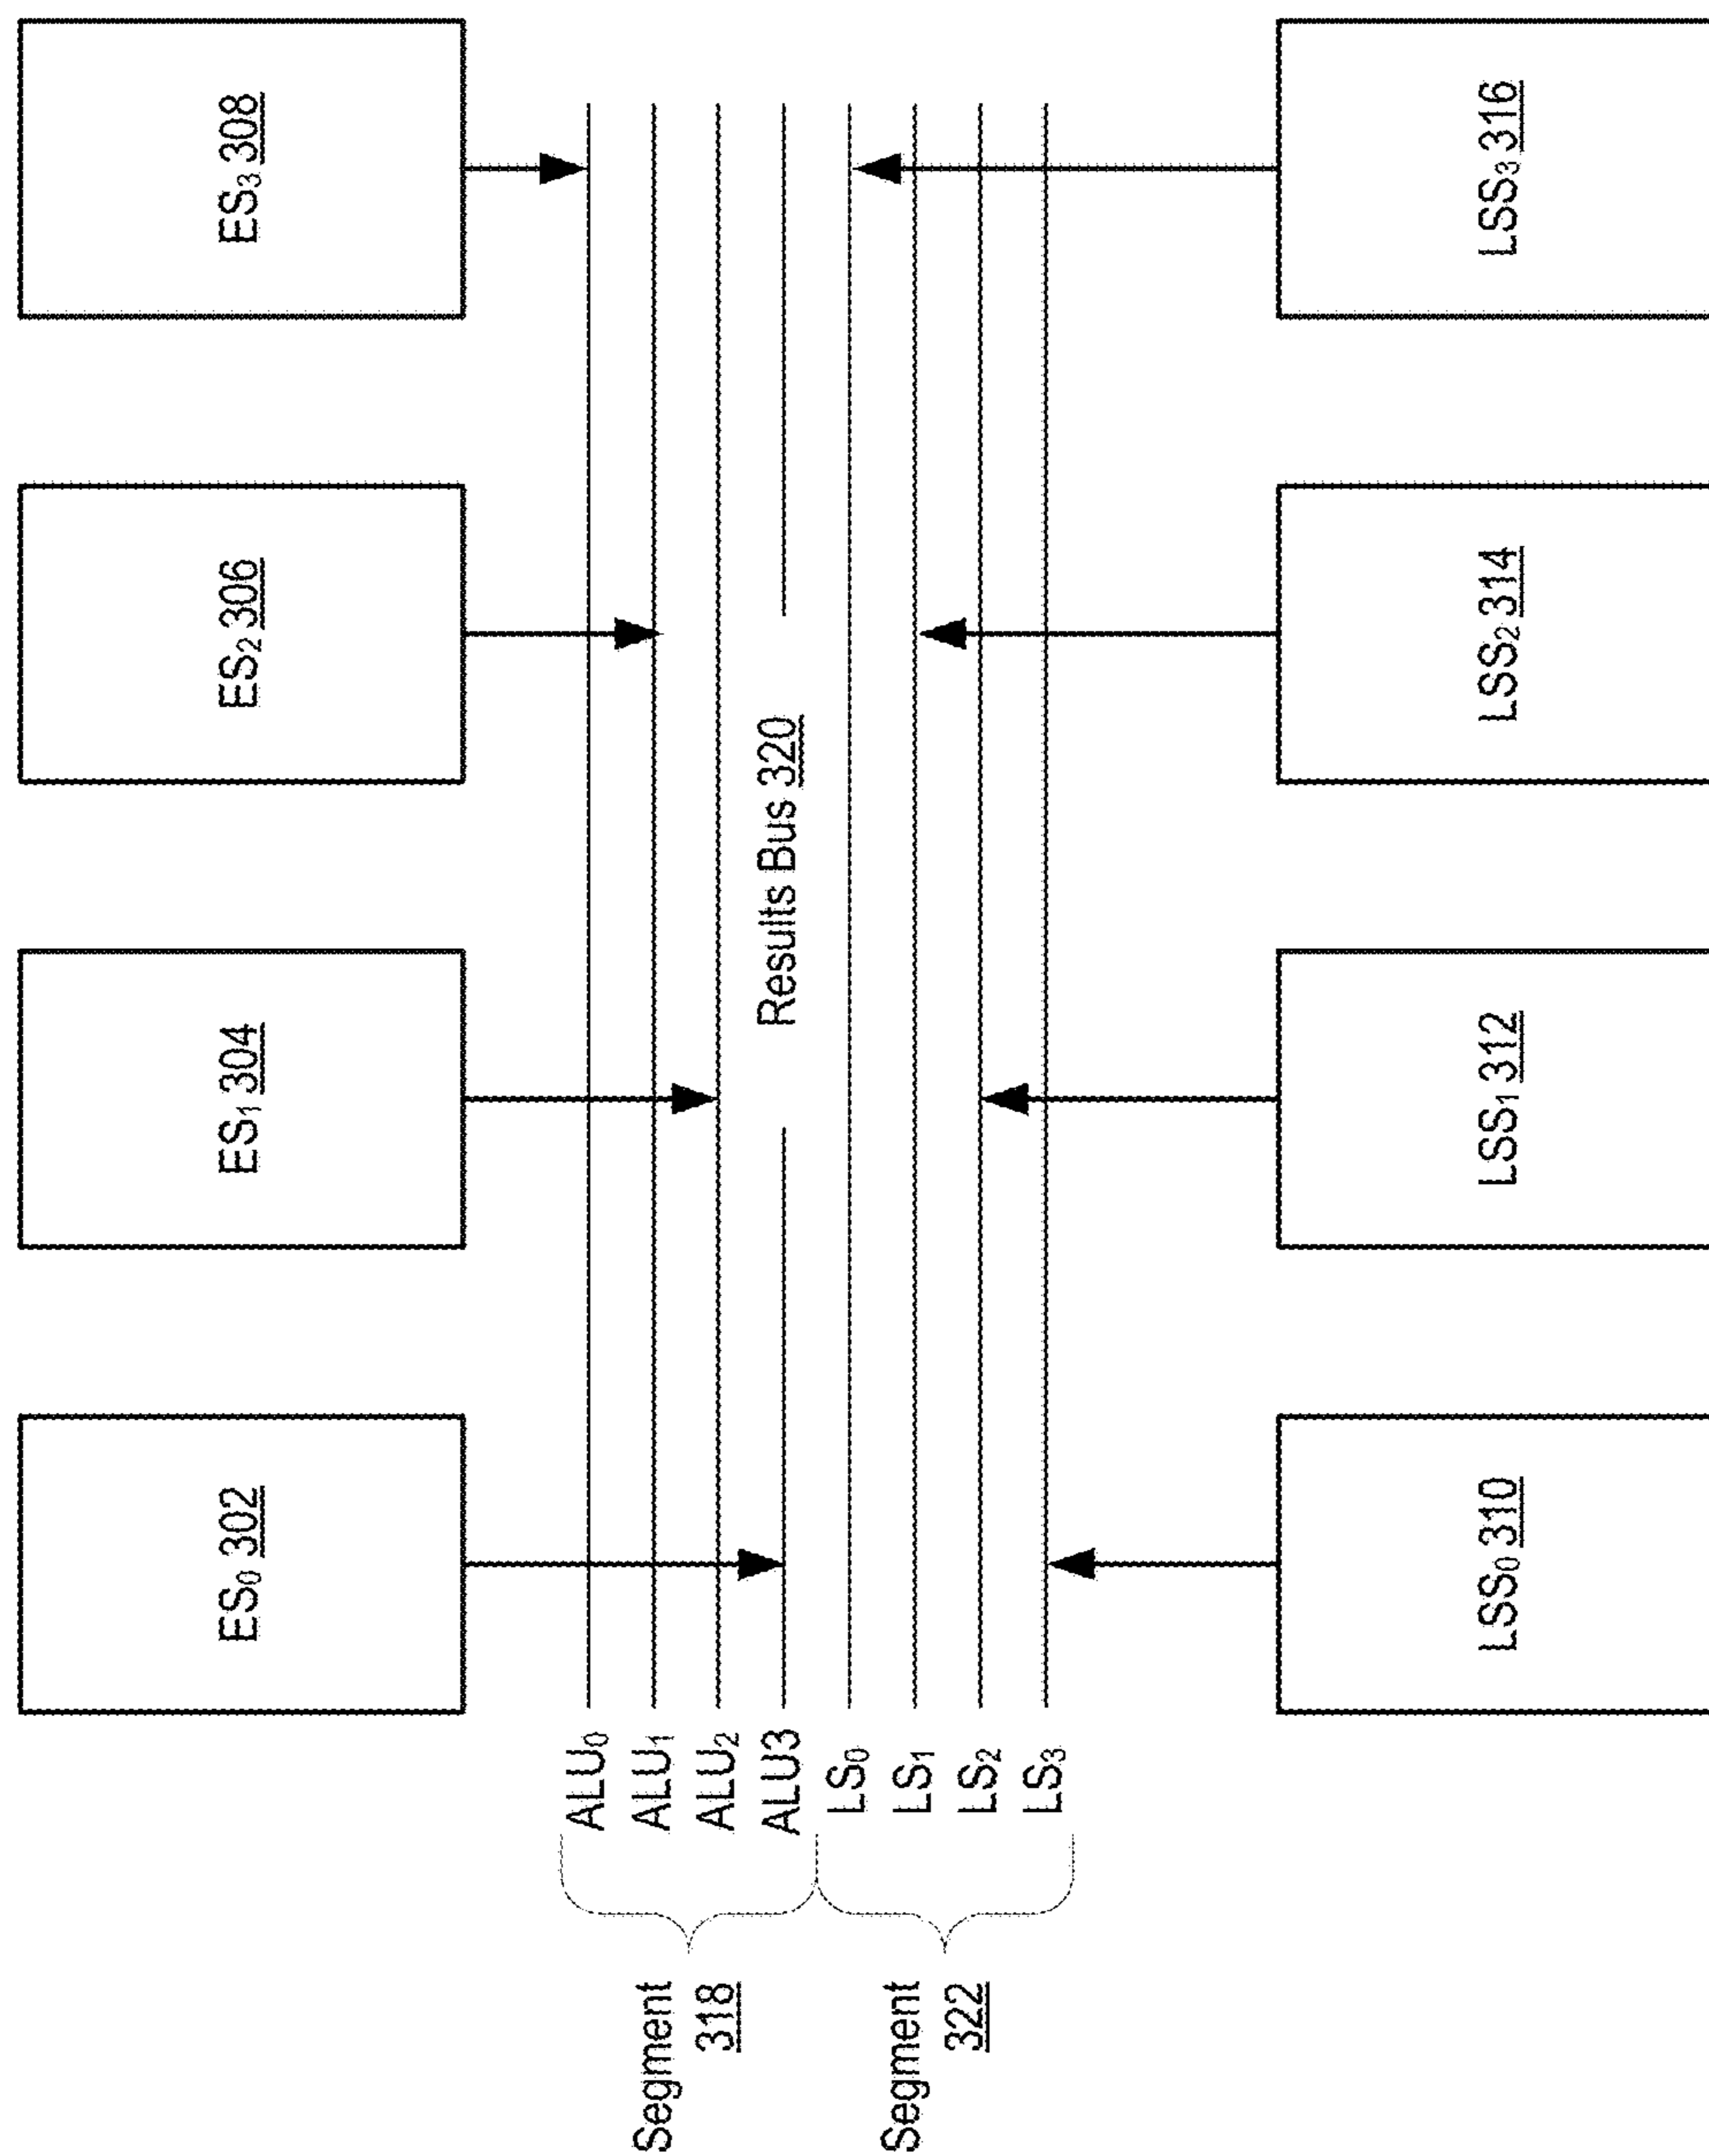 ES₀ 302
ES₁ 304
ES₂ 306
ES₃ 308
Segment
318
ALU₀
ALU₁
ALU₂
ALU3
Results Bus 320
Segment
322
LS₀
LS₁
LS₂
LS₃
LSS₀ 310
LSS₁ 312
LSS₂ 314
LSS₃ 316